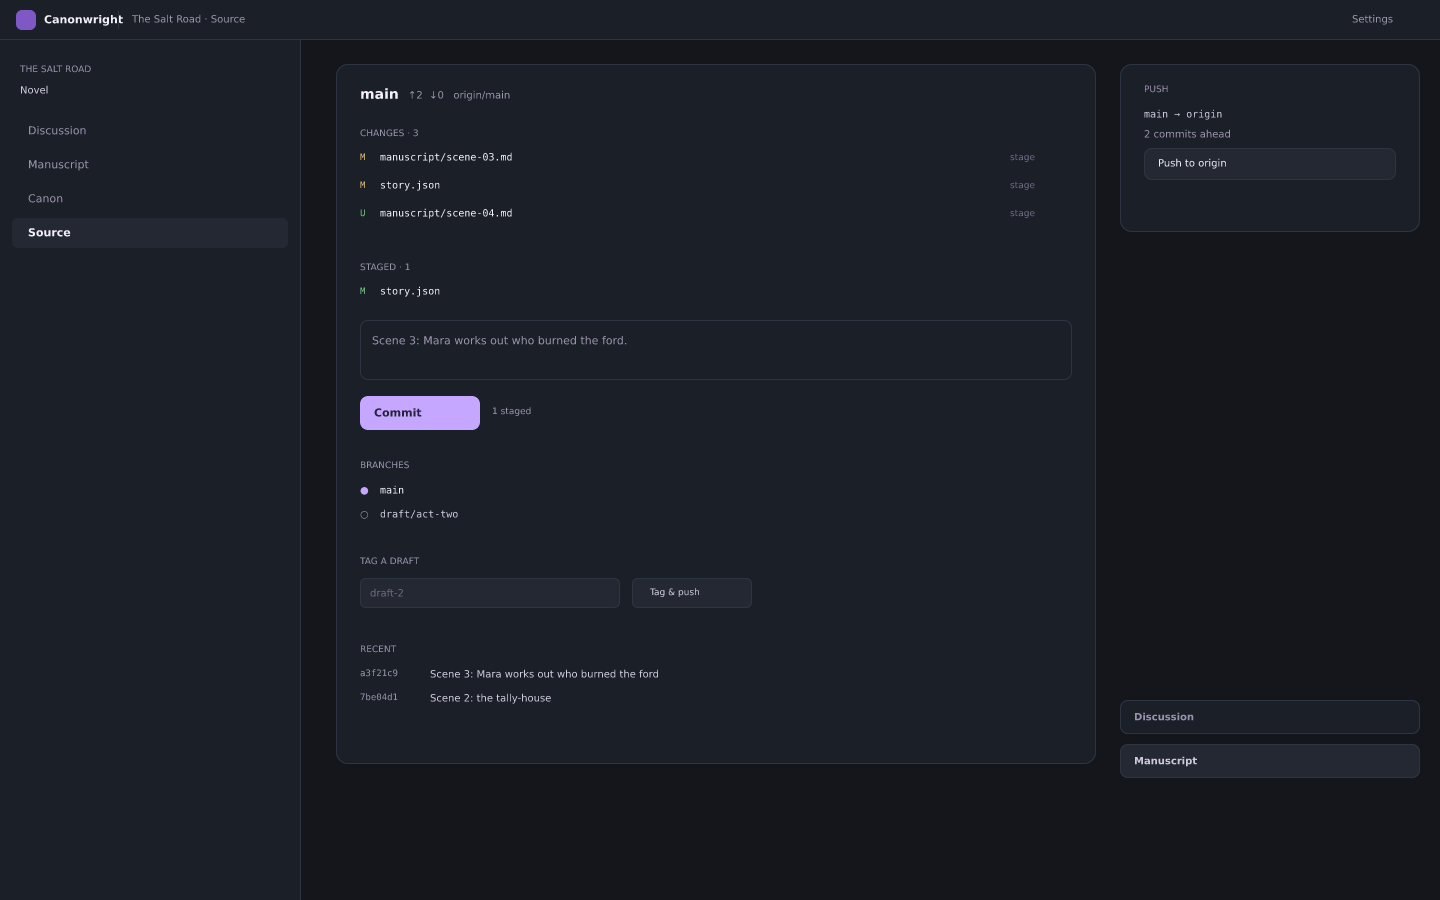 Canonwright The Salt Road · Source Settings
THE SALT ROAD
Novel
Discussion
Manuscript
Canon
Source
main ↑2 ↓0 origin/main
CHANGES · 3
M manuscript/scene-03.md stage
M story.json stage
U manuscript/scene-04.md stage
STAGED · 1
M story.json
Scene 3: Mara works out who burned the ford.
Commit 1 staged
BRANCHES
● main
○ draft/act-two
TAG A DRAFT
draft-2 Tag & push
RECENT
a3f21c9 Scene 3: Mara works out who burned the ford
7be04d1 Scene 2: the tally-house
PUSH
main → origin
2 commits ahead
Push to origin
Discussion
Manuscript